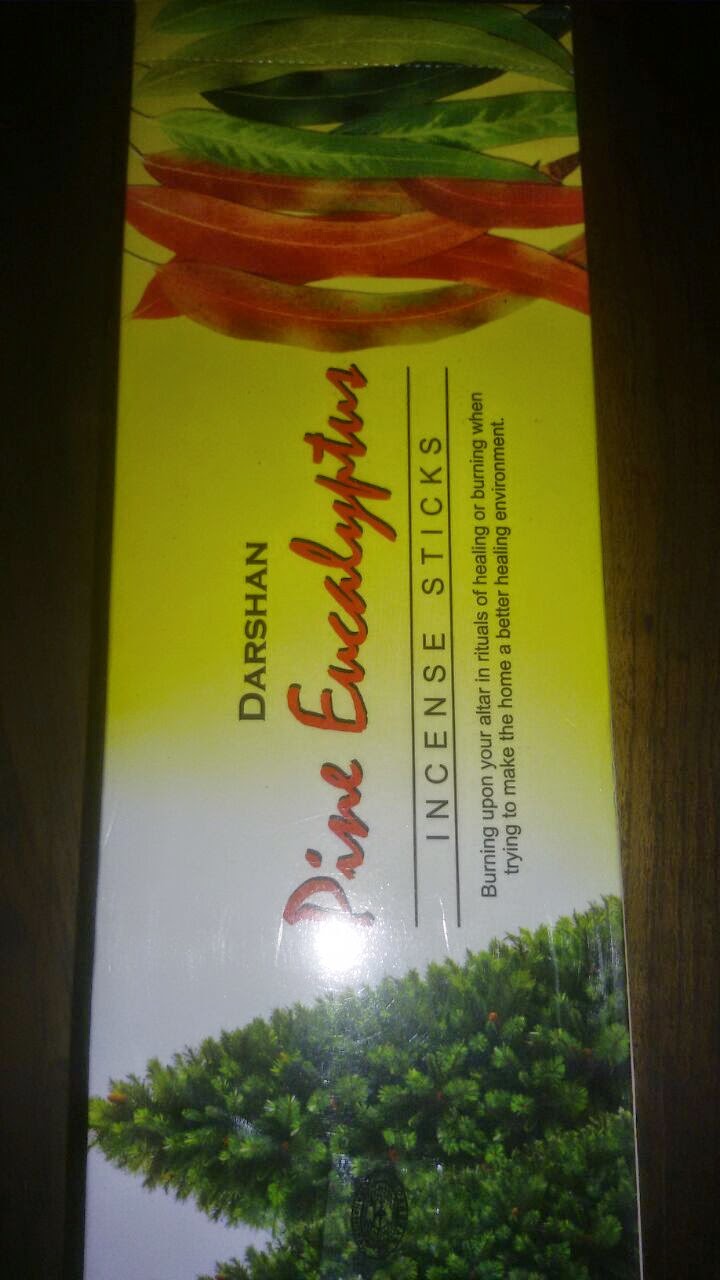 DARSHAN
Pine Eucalyptus
INCENSE STICKS
Burning upon your altar in rituals of healing or burning when
trying to make the home a better healing environment.